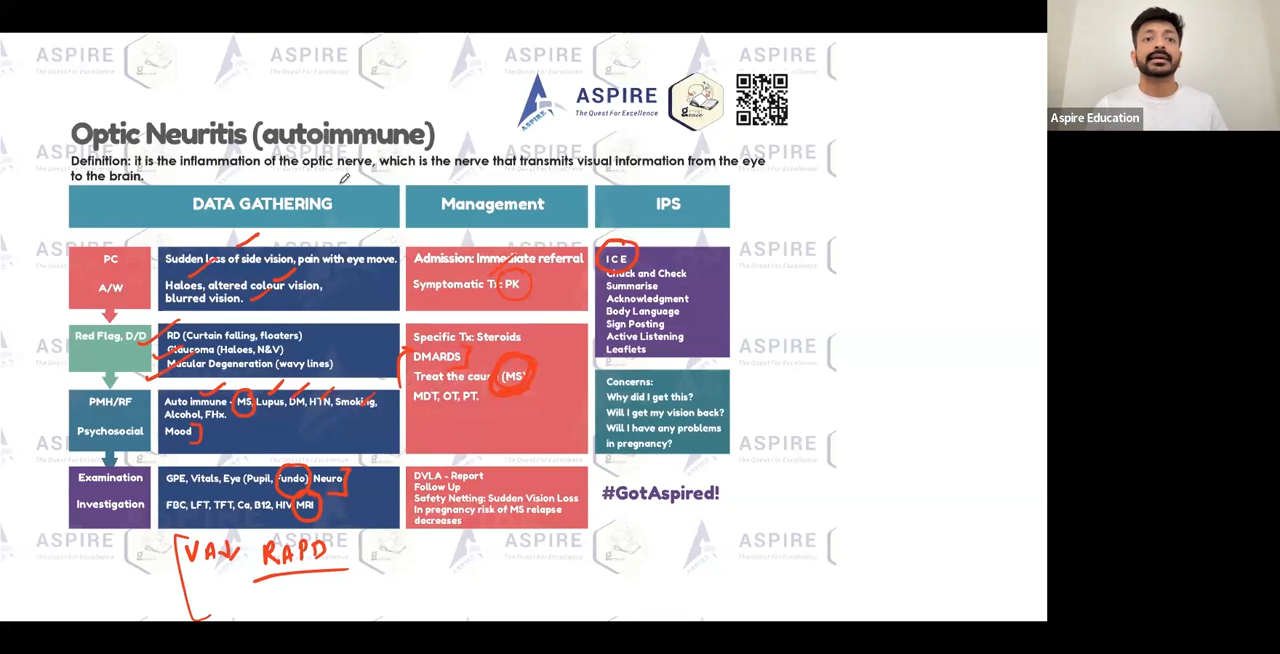 ASPIRE
The Quest For Excellence
genie
Aspire Education
Optic Neuritis (autoimmune)
Definition: it is the inflammation of the optic nerve, which is the nerve that transmits visual information from the eye
to the brain.
DATA GATHERING
Management
IPS
PC
A/W
Sudden loss of side vision, pain with eye move.
Haloes, altered colour vision,
blurred vision.
Admission: Immediate referral
Symptomatic Tx: PK
I C E
Chuck and Check
Summarise
Acknowledgment
Body Language
Sign Posting
Active Listening
Leaflets
Red Flag, D/D
RD (Curtain falling, floaters)
Glaucoma (Haloes, N&V)
Macular Degeneration (wavy lines)
Specific Tx: Steroids
DMARDS
Treat the cause (MS)
MDT, OT, PT.
PMH/RF
Psychosocial
Auto immune - MS, Lupus, DM, HTN, Smoking,
Alcohol, FHx.
Mood
Concerns:
Why did I get this?
Will I get my vision back?
Will I have any problems
in pregnancy?
Examination
Investigation
GPE, Vitals, Eye (Pupil, Fundo) Neuro
FBC, LFT, TFT, Ca, B12, HIV, MRI
DVLA - Report
Follow Up
Safety Netting: Sudden Vision Loss
In pregnancy risk of MS relapse
decreases
#GotAspired!
VA↓ RAPD